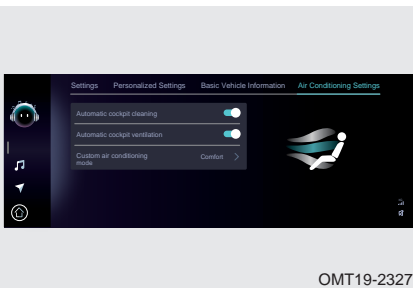 Settings Personalized Settings Basic Vehicle Information Air Conditioning Settings
Automatic cockpit cleaning
Automatic cockpit ventilation
Custom air conditioning mode Comfort
OMT19-2327